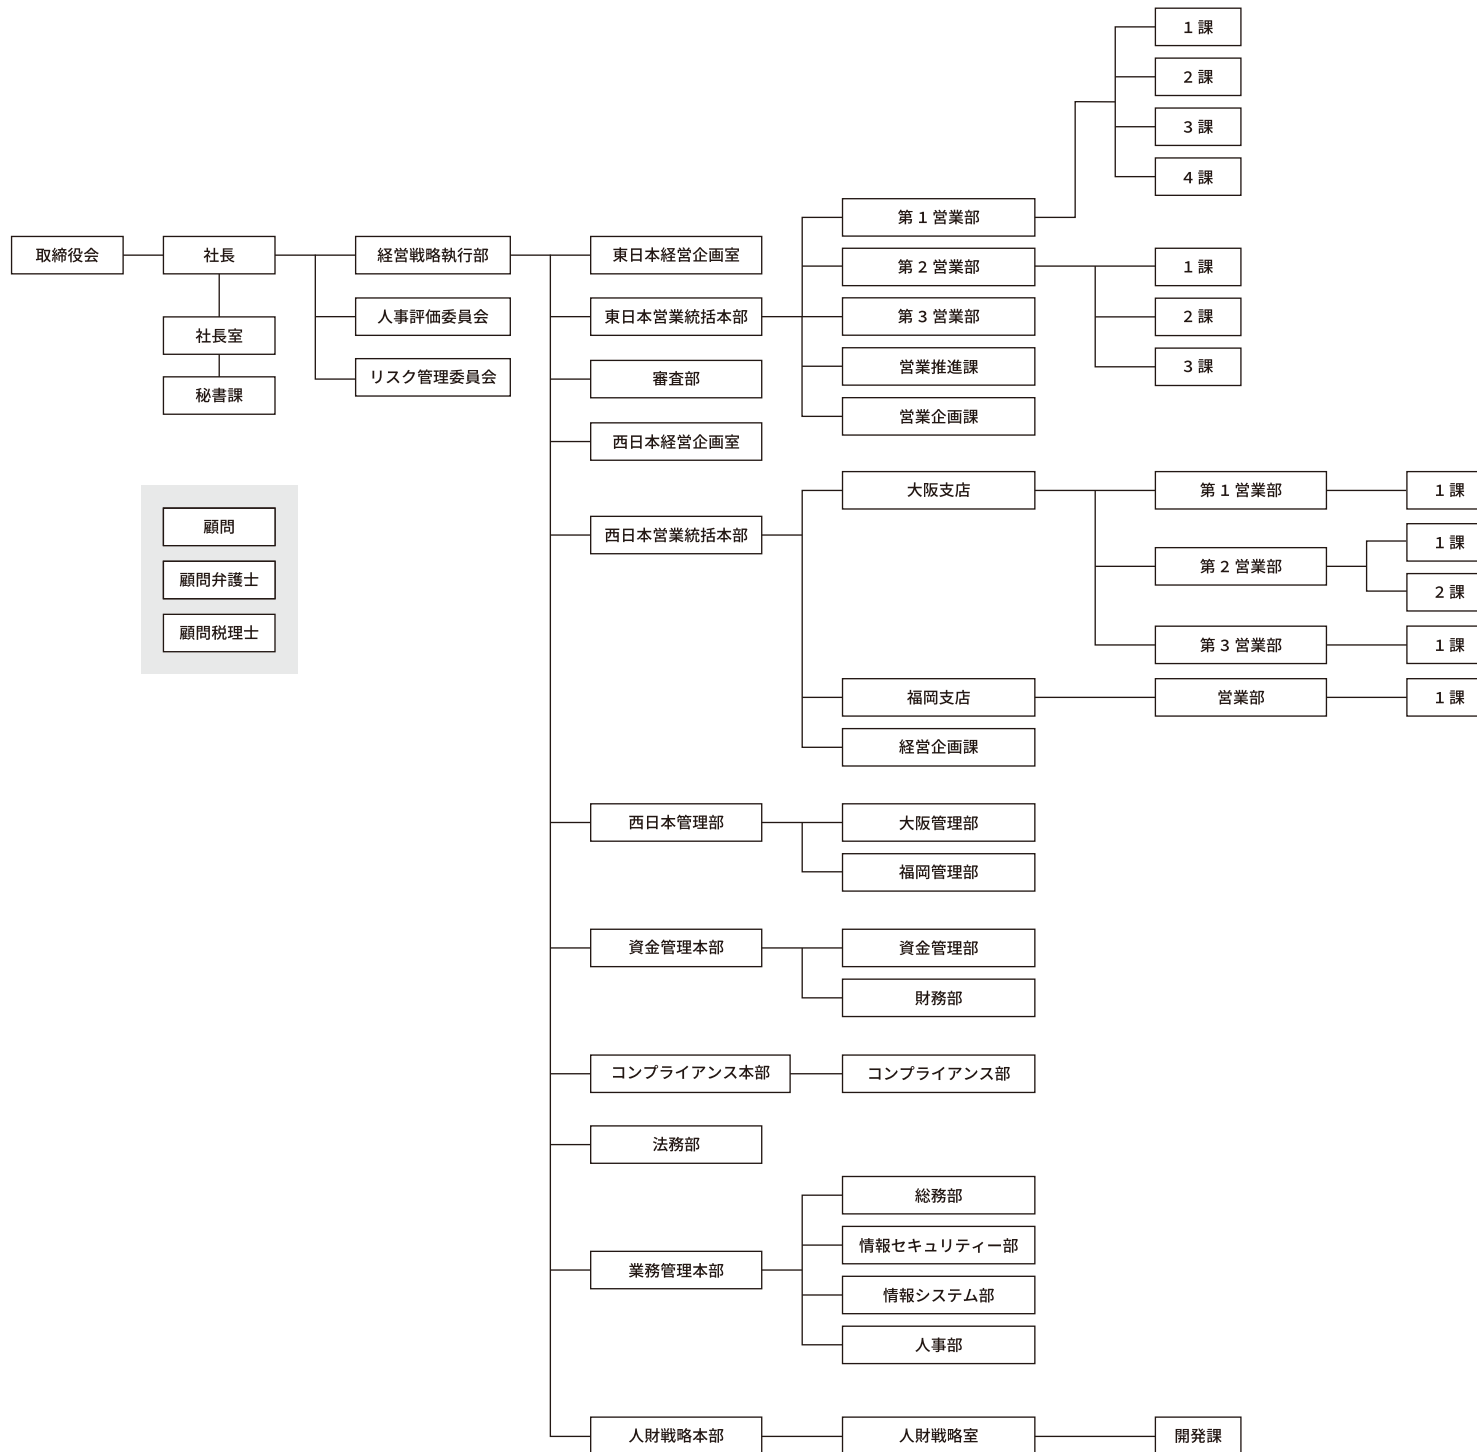 取締役会
社長
社長室
秘書課
顧問
顧問弁護士
顧問税理士
経営戦略執行部
人事評価委員会
リスク管理委員会
東日本経営企画室
東日本営業統括本部
第 1 営業部
1 課
2 課
3 課
4 課
第 2 営業部
1 課
2 課
3 課
第 3 営業部
営業推進課
営業企画課
審査部
西日本経営企画室
西日本営業統括本部
大阪支店
第 1 営業部
1 課
第 2 営業部
1 課
2 課
第 3 営業部
1 課
福岡支店
営業部
1 課
経営企画課
西日本管理部
大阪管理部
福岡管理部
資金管理本部
資金管理部
財務部
コンプライアンス本部
コンプライアンス部
法務部
業務管理本部
総務部
情報セキュリティー部
情報システム部
人事部
人財戦略本部
人財戦略室
開発課